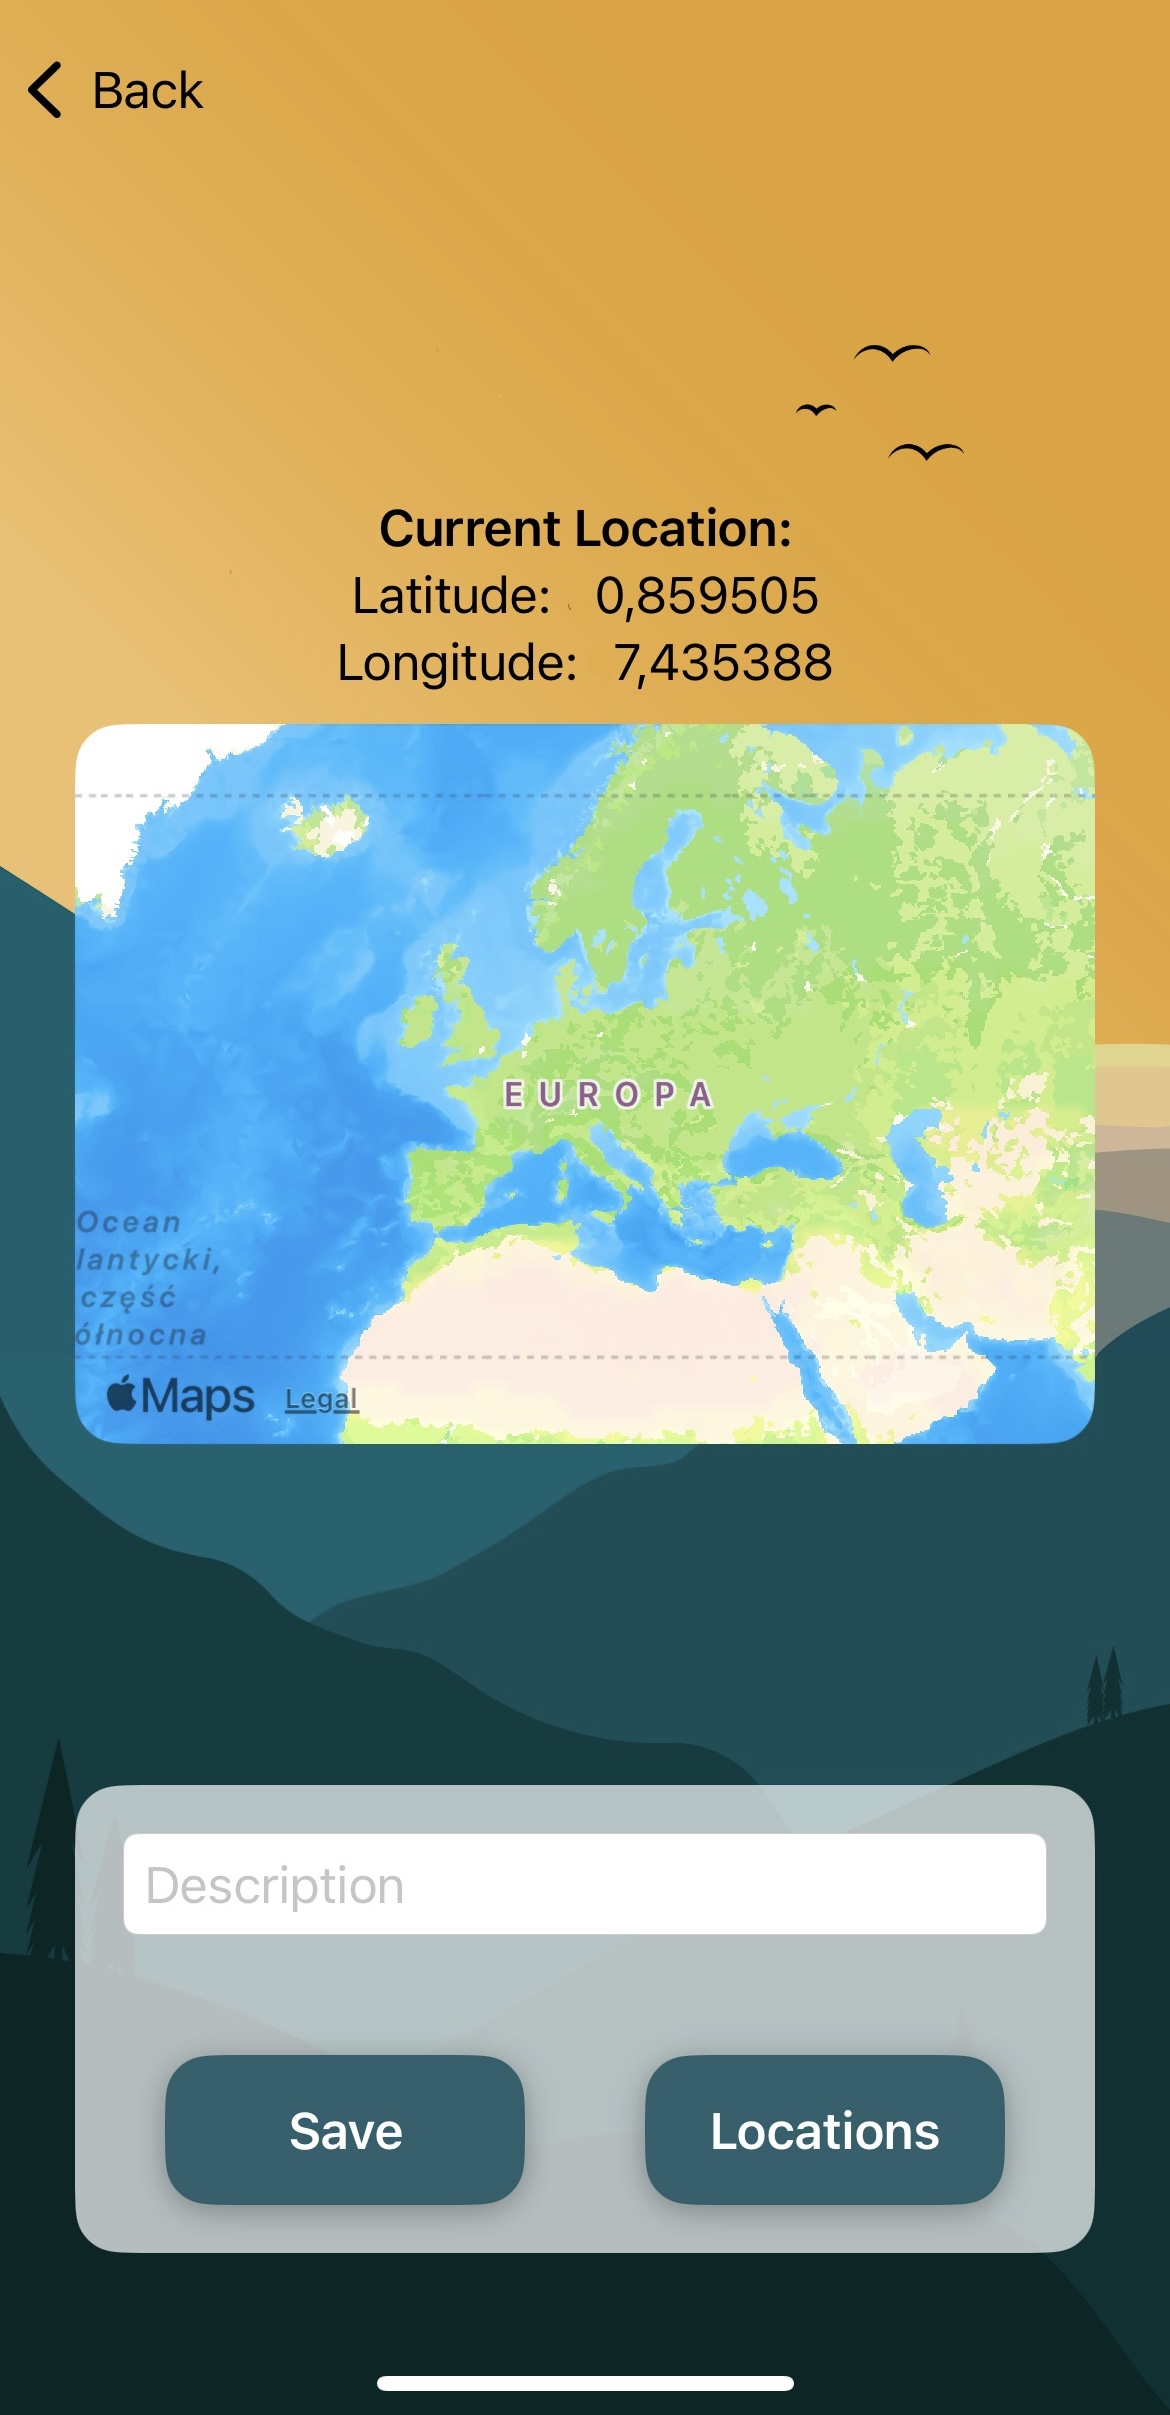 Back
Current Location:
Latitude: 0,859505
Longitude: 7,435388
EUROPA
Ocean
lantycki,
część
ółnocna
Maps Legal
Description
Save Locations